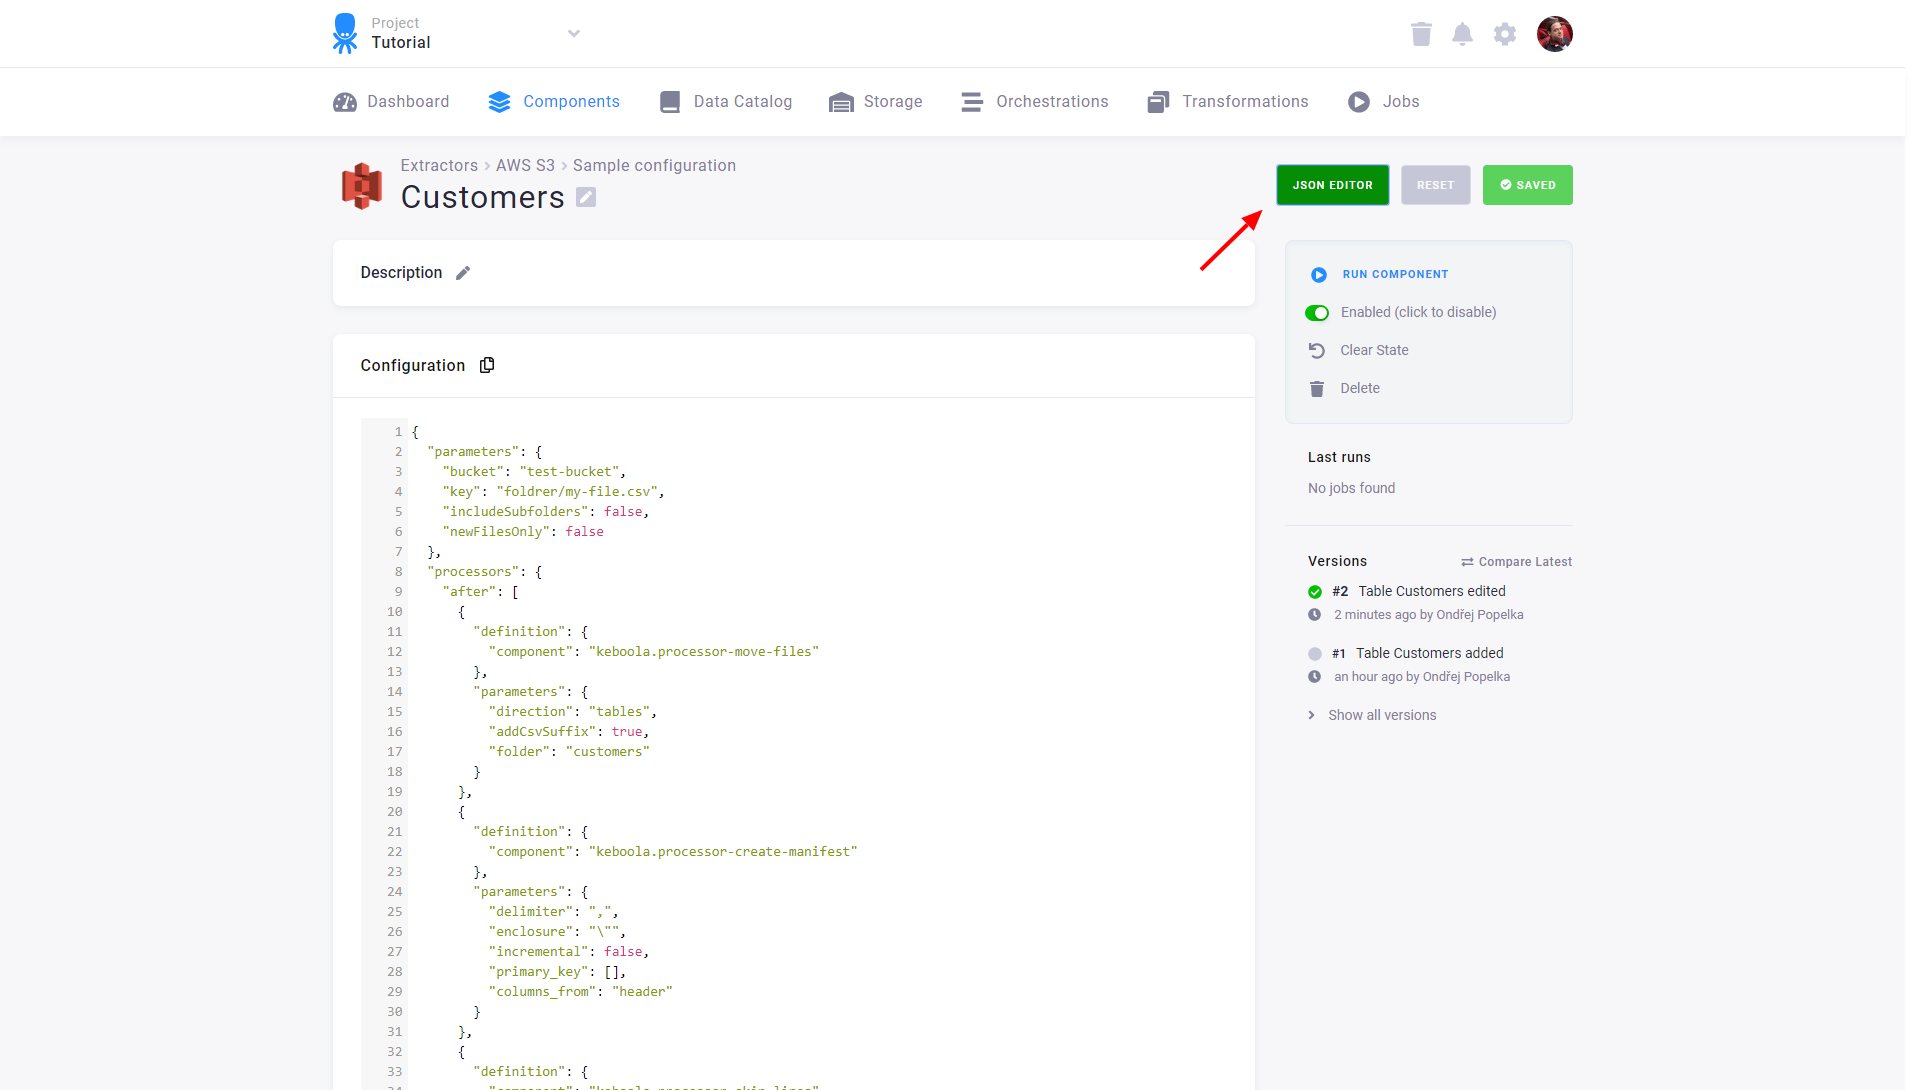 Project
Tutorial
Dashboard
Components
Data Catalog
Storage
Orchestrations
Transformations
Jobs
Extractors > AWS S3 > Sample configuration
Customers
JSON EDITOR
RESET
SAVED
Description
Configuration
1 {
2 "parameters": {
3 "bucket": "test-bucket",
4 "key": "foldrer/my-file.csv",
5 "includeSubfolders": false,
6 "newFilesOnly": false
7 },
8 "processors": {
9 "after": [
10 {
11 "definition": {
12 "component": "keboola.processor-move-files"
13 },
14 "parameters": {
15 "direction": "tables",
16 "addCsvSuffix": true,
17 "folder": "customers"
18 }
19 },
20 {
21 "definition": {
22 "component": "keboola.processor-create-manifest"
23 },
24 "parameters": {
25 "delimiter": ",",
26 "enclosure": "\"",
27 "incremental": false,
28 "primary_key": [],
29 "columns_from": "header"
30 }
31 },
32 {
33 "definition": {
RUN COMPONENT
Enabled (click to disable)
Clear State
Delete
Last runs
No jobs found
Versions
Compare Latest
#2 Table Customers edited
2 minutes ago by Ondřej Popelka
#1 Table Customers added
an hour ago by Ondřej Popelka
Show all versions